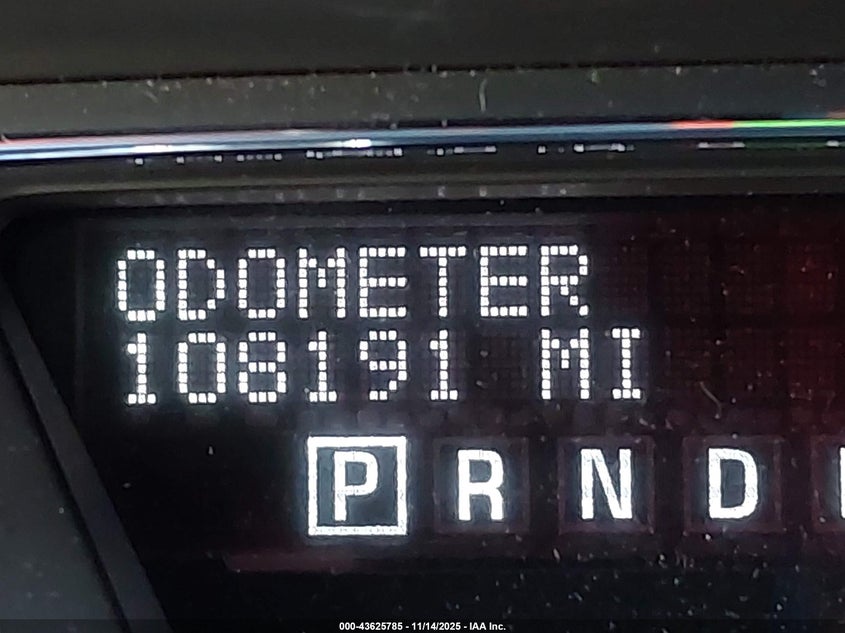 ODOMETER
108191 MI
P R N D
000-43625785 - 11/14/2025 - IAA Inc.